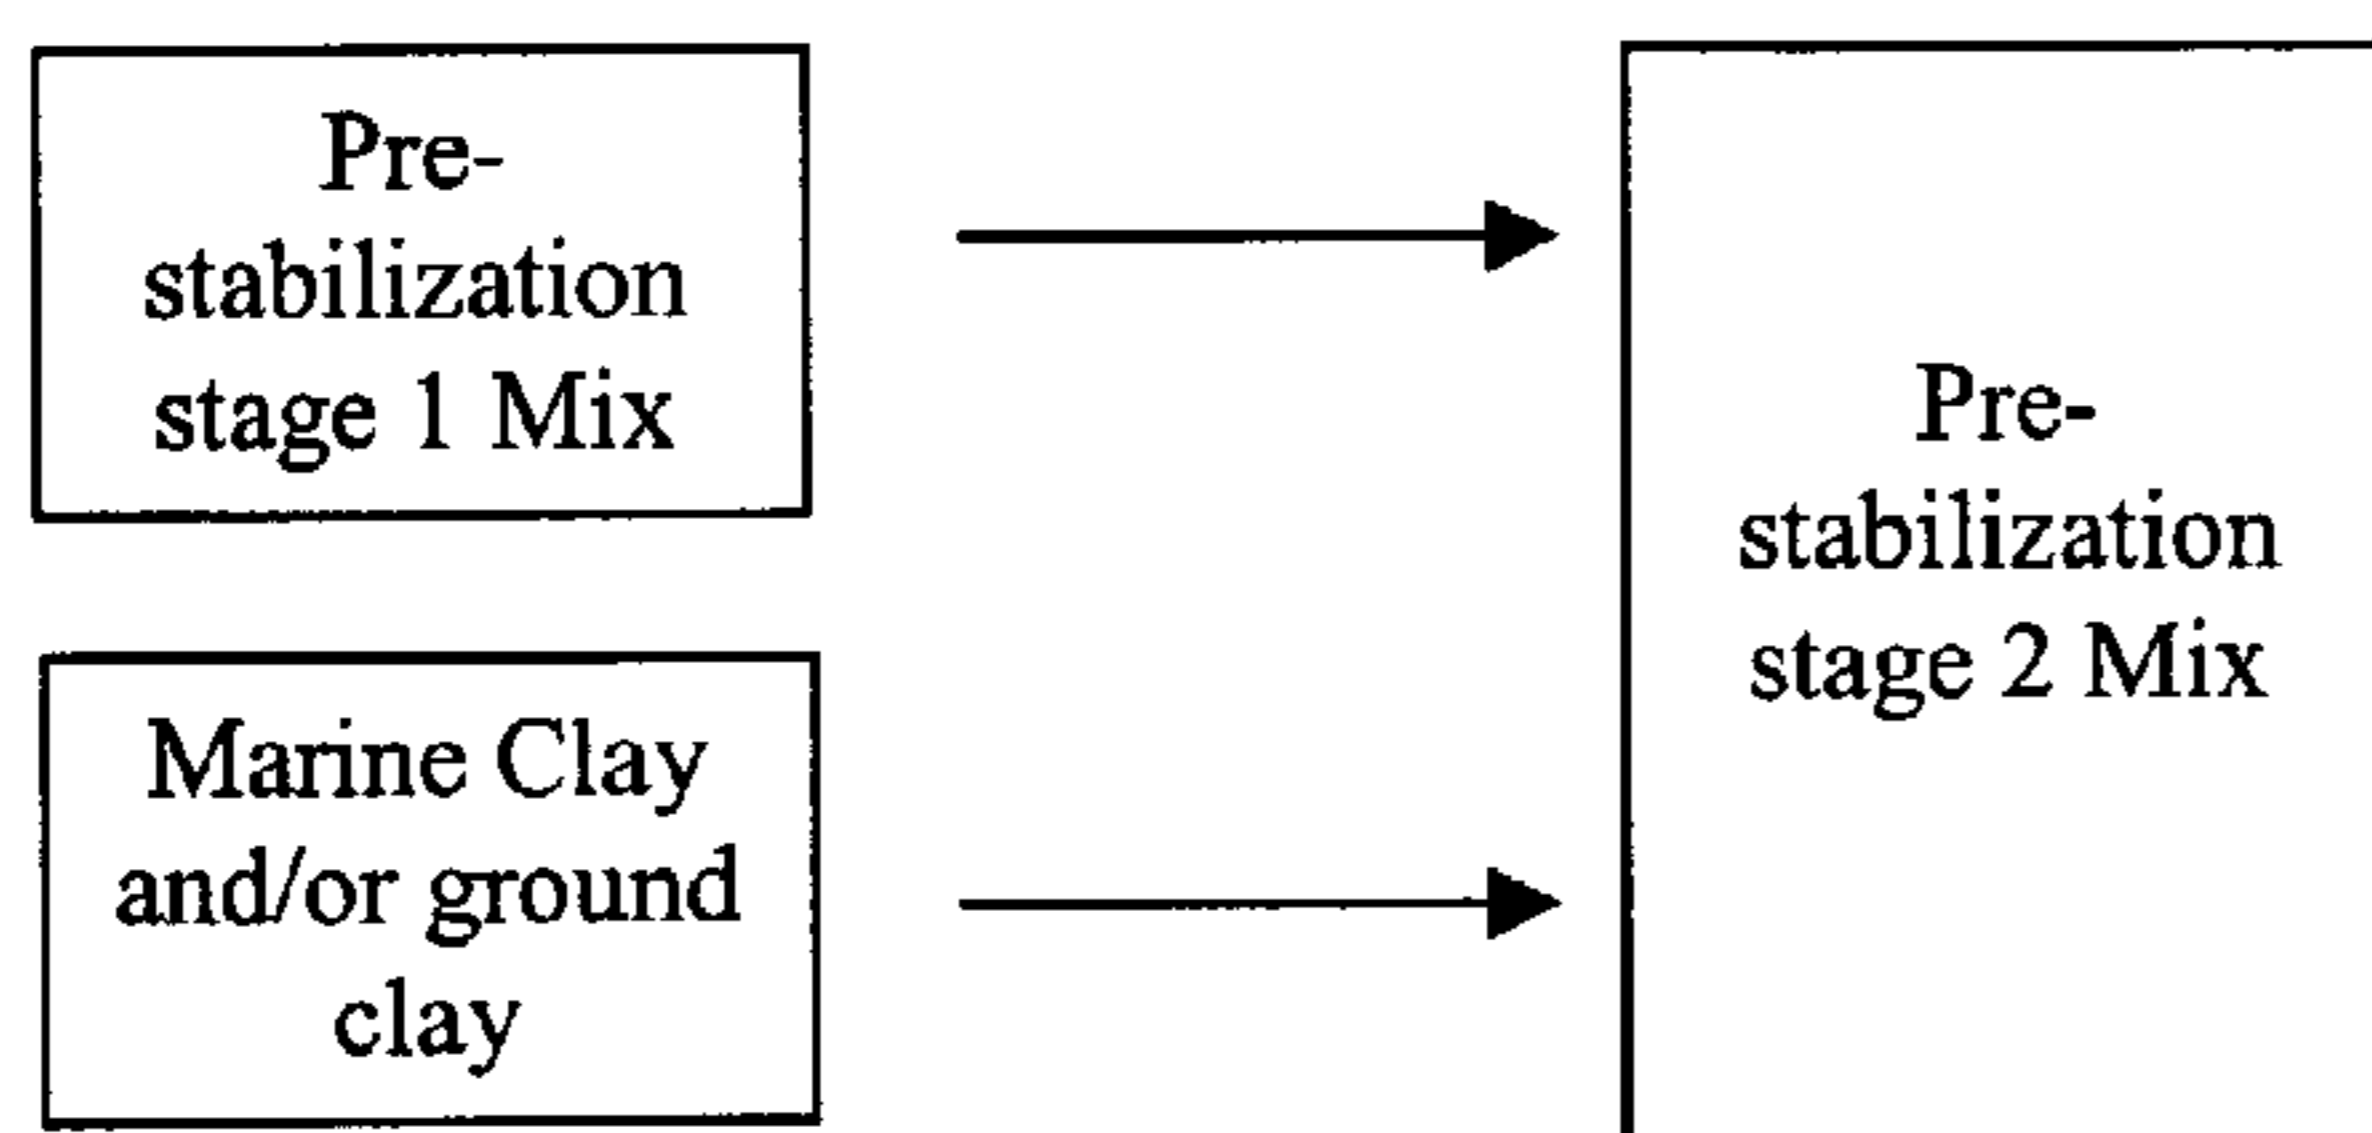 Pre-
stabilization
stage 1 Mix
Marine Clay
and/or ground
clay
Pre-
stabilization
stage 2 Mix